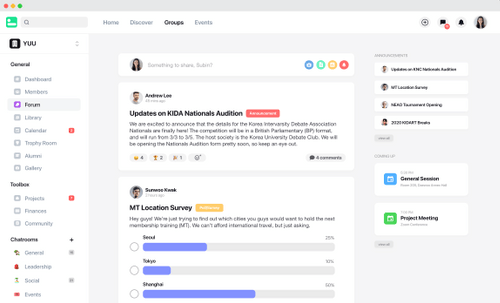 Home Discover Groups Events
YUU
General
Dashboard
Members
Forum
Library
Calendar
Trophy Room
Alumni
Gallery
Toolbox
Projects
Finances
Community
Chatrooms +
General
Leadership
Social
Events
Something to share, Subin?
Andrew Lee
Updates on KIDA Nationals Audition Announcement
We are excited to announce that the details for the Korea Intervarsity Debate Association
Nationals are finally here! The competition will be in a British Parliamentary (BP) format,
and will run from 3/3 to 3/5. The host society is the Korea University Debate Club. We will
be opening the Nationals Audition form pretty soon, so keep an eye out.
4 2 1
4 comments
Sumeoo Kwak
MT Location Survey
Hey guys! We're just trying to find out which cities you guys would want to hold the next
membership training (MT). We can't afford international travel, but just asking.
Seoul 25%
Tokyo 10%
Shanghai 50%
ANNOUNCEMENTS
Updates on KNC Nationals Audition
MT Location Survey
NEAO Tournament Opening
2020 KIDART Breaks
view all
COMING UP
General Session
Project Meeting
view all